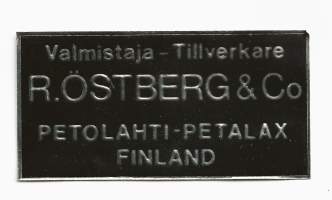 Valmistaja - Tillverkare
R.ÖSTBERG & Co
PETOLAHTI-PETALAX
FINLAND